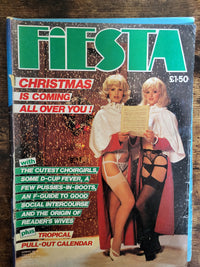 FIESTA
£1·50
CHRISTMAS
IS COMING
ALL OVER YOU!
with
THE CUTEST CHOIRGIRLS,
SOME D-CUP FEVER, A
FEW PUSSIES-IN-BOOTS,
AN F-GUIDE TO GOOD
SOCIAL INTERCOURSE
AND THE ORIGIN OF
READER'S WIVES
plus TROPICAL
PULL-OUT CALENDAR